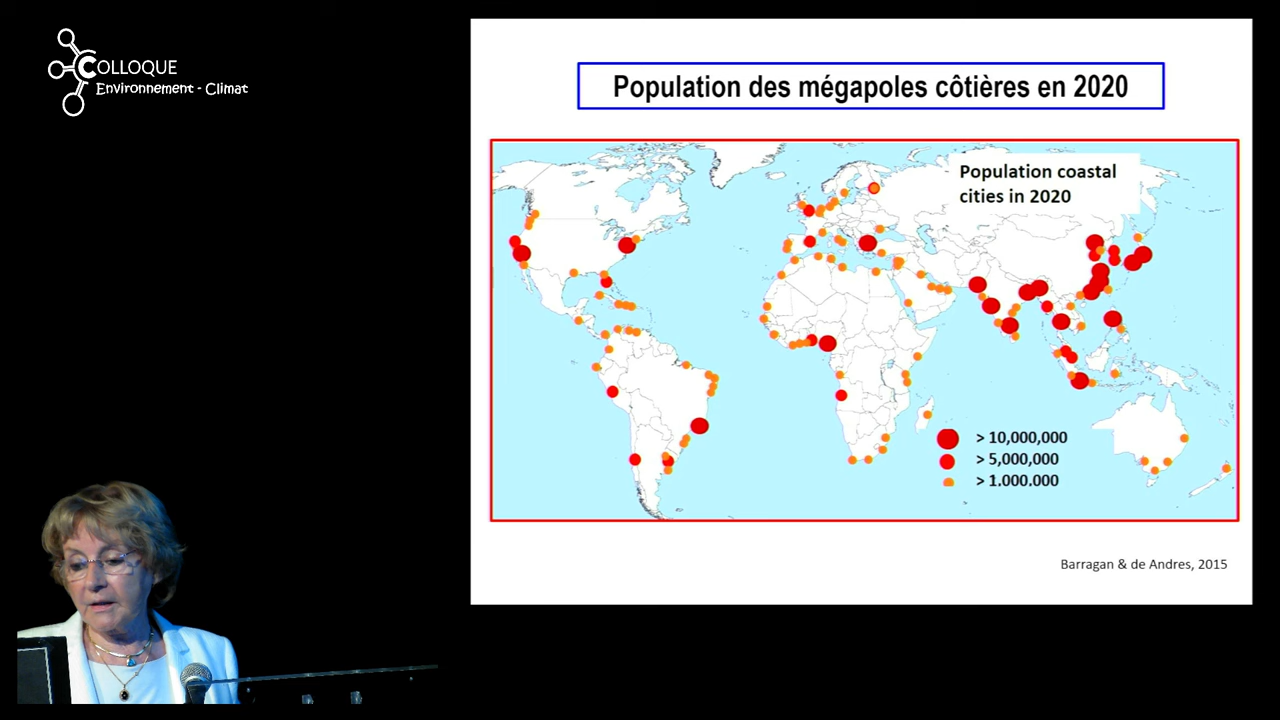 COLLOQUE
Environnement - Climat
Population des mégapoles côtières en 2020
Population coastal
cities in 2020
> 10,000,000
> 5,000,000
> 1.000.000
Barragan & de Andres, 2015